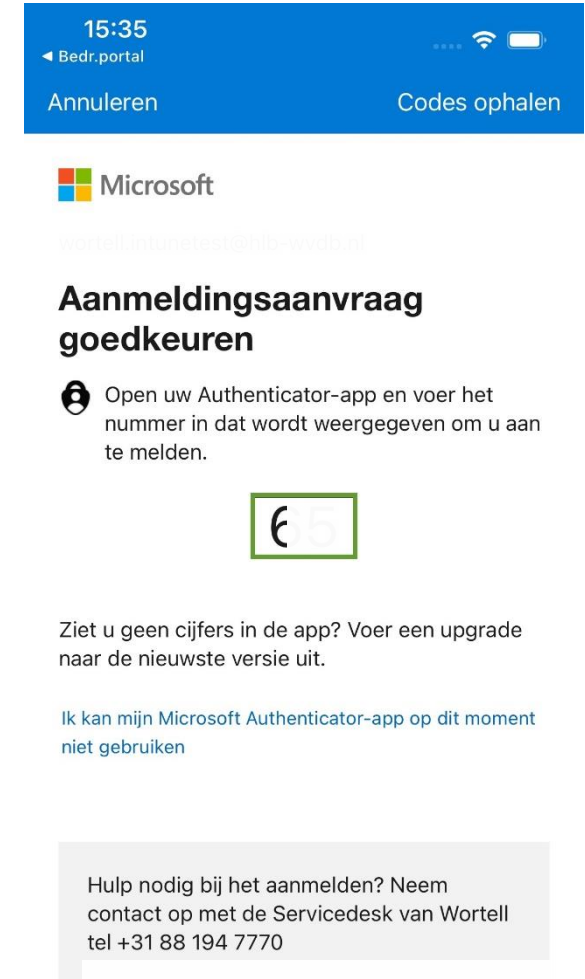 15:35
◀ Bedr.portal
Annuleren
Codes ophalen
Microsoft
Aanmeldingsaanvraag
goedkeuren
Open uw Authenticator-app en voer het
nummer in dat wordt weergegeven om u aan
te melden.
65
Ziet u geen cijfers in de app? Voer een upgrade
naar de nieuwste versie uit.
Ik kan mijn Microsoft Authenticator-app op dit moment
niet gebruiken
Hulp nodig bij het aanmelden? Neem
contact op met de Servicedesk van Wortell
tel +31 88 194 7770